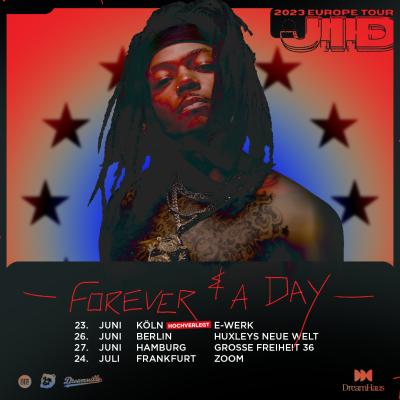 2023 EUROPE TOUR
JID
FOREVER & A DAY
23. JUNI KÖLN HOCHVERLEGT E-WERK
26. JUNI BERLIN HUXLEYS NEUE WELT
27. JUNI HAMBURG GROSSE FREIHEIT 36
24. JULI FRANKFURT ZOOM
Dreamville
DreamHaus